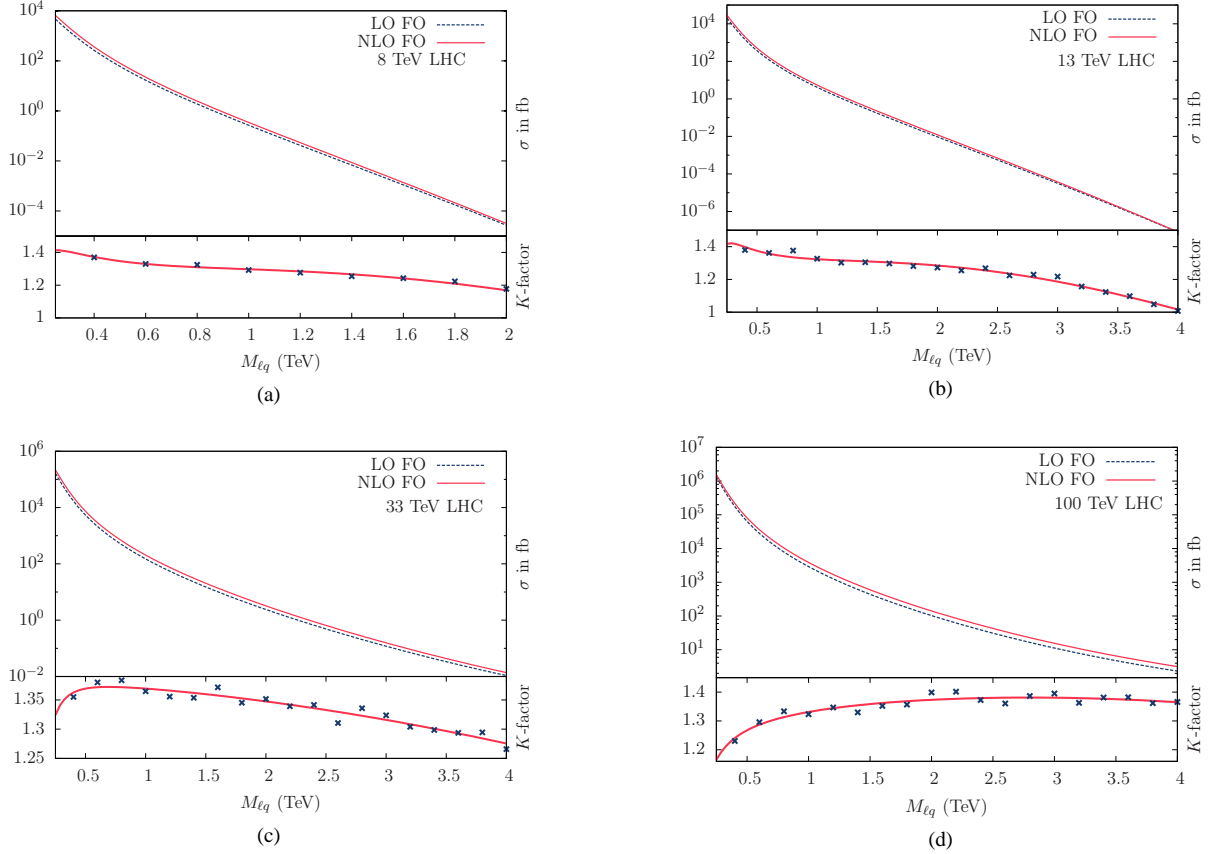 10^4
10^2
10^0
10^−2
10^−4
LO FO
NLO FO
8 TeV LHC
σ in fb
1.4
1.2
1
K-factor
0.4 0.6 0.8 1 1.2 1.4 1.6 1.8 2
M_ℓq (TeV)
(a)
10^4
10^2
10^0
10^−2
10^−4
10^−6
LO FO
NLO FO
13 TeV LHC
σ in fb
1.4
1.2
1
K-factor
0.5 1 1.5 2 2.5 3 3.5 4
M_ℓq (TeV)
(b)
10^6
10^4
10^2
10^0
10^−2
LO FO
NLO FO
33 TeV LHC
σ in fb
1.35
1.3
1.25
K-factor
0.5 1 1.5 2 2.5 3 3.5 4
M_ℓq (TeV)
(c)
10^7
10^6
10^5
10^4
10^3
10^2
10^1
LO FO
NLO FO
100 TeV LHC
σ in fb
1.4
1.3
1.2
K-factor
0.5 1 1.5 2 2.5 3 3.5 4
M_ℓq (TeV)
(d)